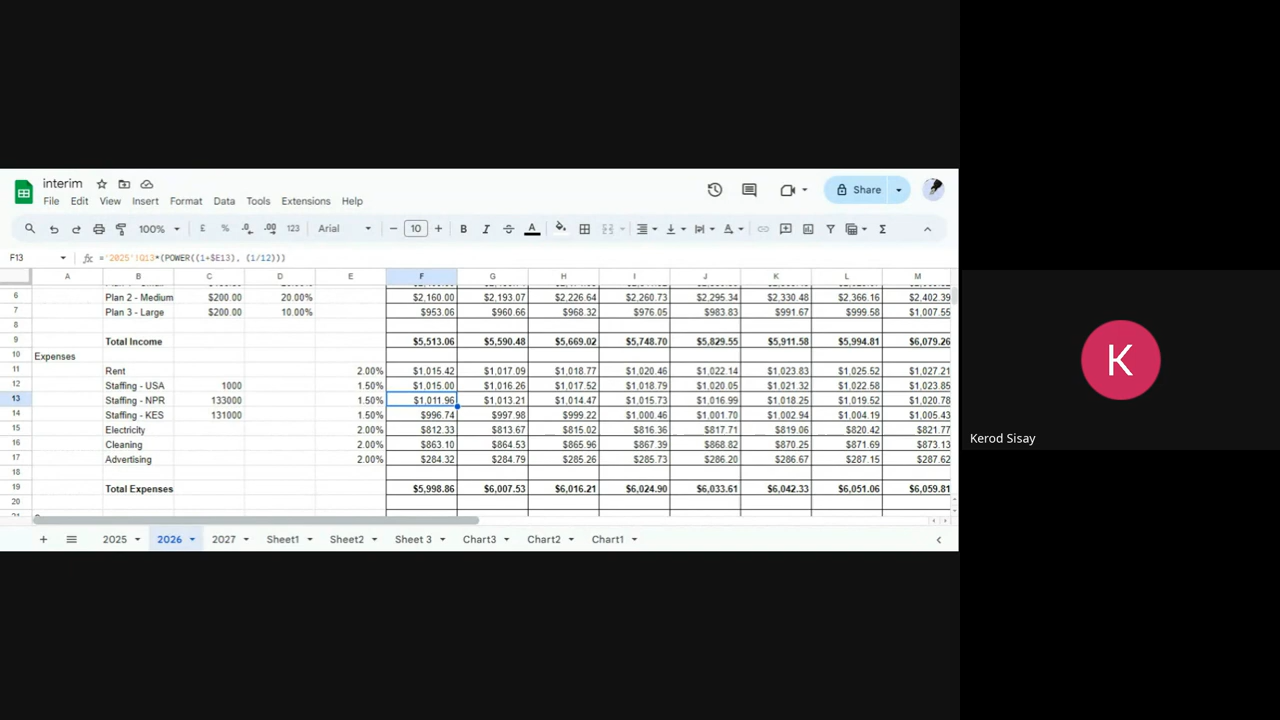 interim
File Edit View Insert Format Data Tools Extensions Help
Share
100% £ % .0 .00 123 Arial 10 B I A Σ
F13 fx ='2025'!Q13*(POWER((1+$E13), (1/12)))
A B C D E F G H I J K L M
6 Plan 2 - Medium $200.00 20.00% $2,160.00 $2,193.07 $2,226.64 $2,260.73 $2,295.34 $2,330.48 $2,366.16 $2,402.39
7 Plan 3 - Large $200.00 10.00% $953.06 $960.66 $968.32 $976.05 $983.83 $991.67 $999.58 $1,007.55
8
9 Total Income $5,513.06 $5,590.48 $5,669.02 $5,748.70 $5,829.55 $5,911.58 $5,994.81 $6,079.26
10 Expenses
11 Rent 2.00% $1,015.42 $1,017.09 $1,018.77 $1,020.46 $1,022.14 $1,023.83 $1,025.52 $1,027.21
12 Staffing - USA 1000 1.50% $1,015.00 $1,016.26 $1,017.52 $1,018.79 $1,020.05 $1,021.32 $1,022.58 $1,023.85
13 Staffing - NPR 133000 1.50% $1,011.96 $1,013.21 $1,014.47 $1,015.73 $1,016.99 $1,018.25 $1,019.52 $1,020.78
14 Staffing - KES 131000 1.50% $996.74 $997.98 $999.22 $1,000.46 $1,001.70 $1,002.94 $1,004.19 $1,005.43
15 Electricity 2.00% $812.33 $813.67 $815.02 $816.36 $817.71 $819.06 $820.42 $821.77
16 Cleaning 2.00% $863.10 $864.53 $865.96 $867.39 $868.82 $870.25 $871.69 $873.13
17 Advertising 2.00% $284.32 $284.79 $285.26 $285.73 $286.20 $286.67 $287.15 $287.62
18
19 Total Expenses $5,998.86 $6,007.53 $6,016.21 $6,024.90 $6,033.61 $6,042.33 $6,051.06 $6,059.81
20
2025 2026 2027 Sheet1 Sheet2 Sheet 3 Chart3 Chart2 Chart1
K
Kerod Sisay